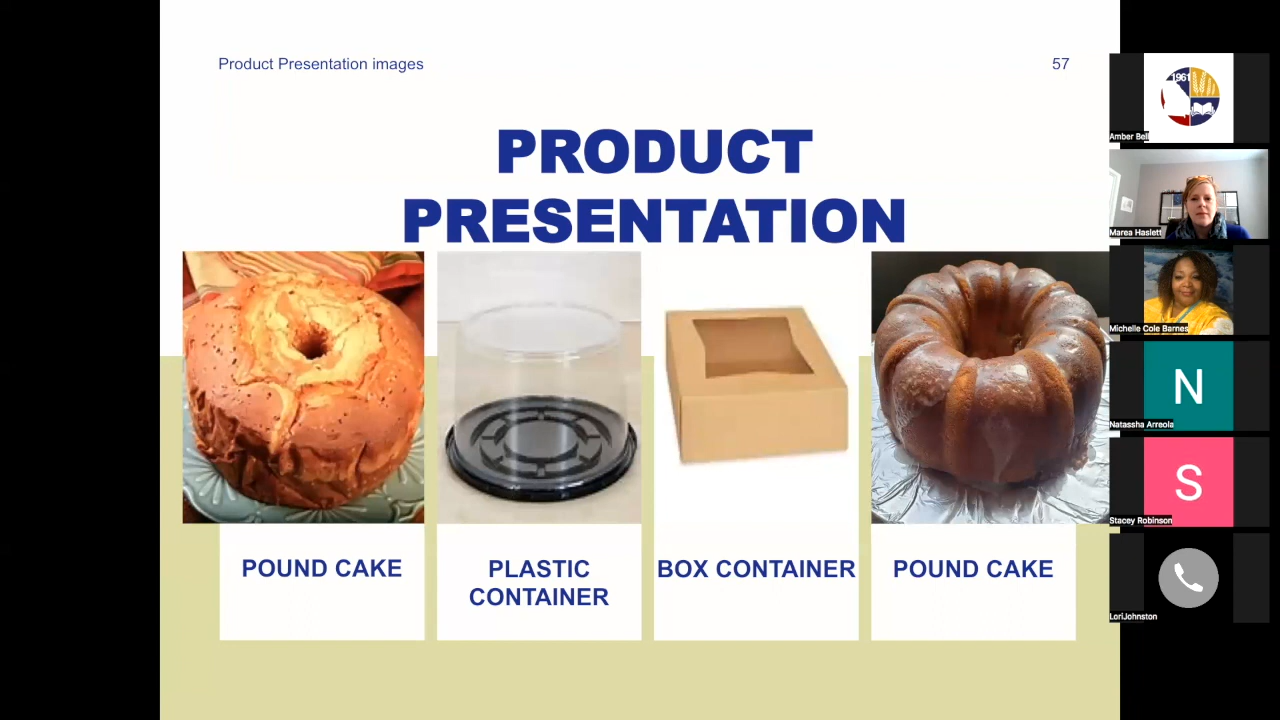 Product Presentation images
57
PRODUCT
PRESENTATION
POUND CAKE
PLASTIC
CONTAINER
BOX CONTAINER
POUND CAKE
1961
Amber Bell
Marea Haslett
Michelle Cole Barnes
N
Natassha Arreola
S
Stacey Robinson
LoriJohnston